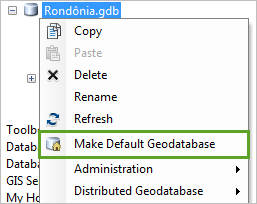 Rondônia.gdb
Copy
Paste
Delete
Rename
Refresh
Make Default Geodatabase
Administration
Distributed Geodatabase
Toolb
Datab
Datab
GIS Se
My Ho